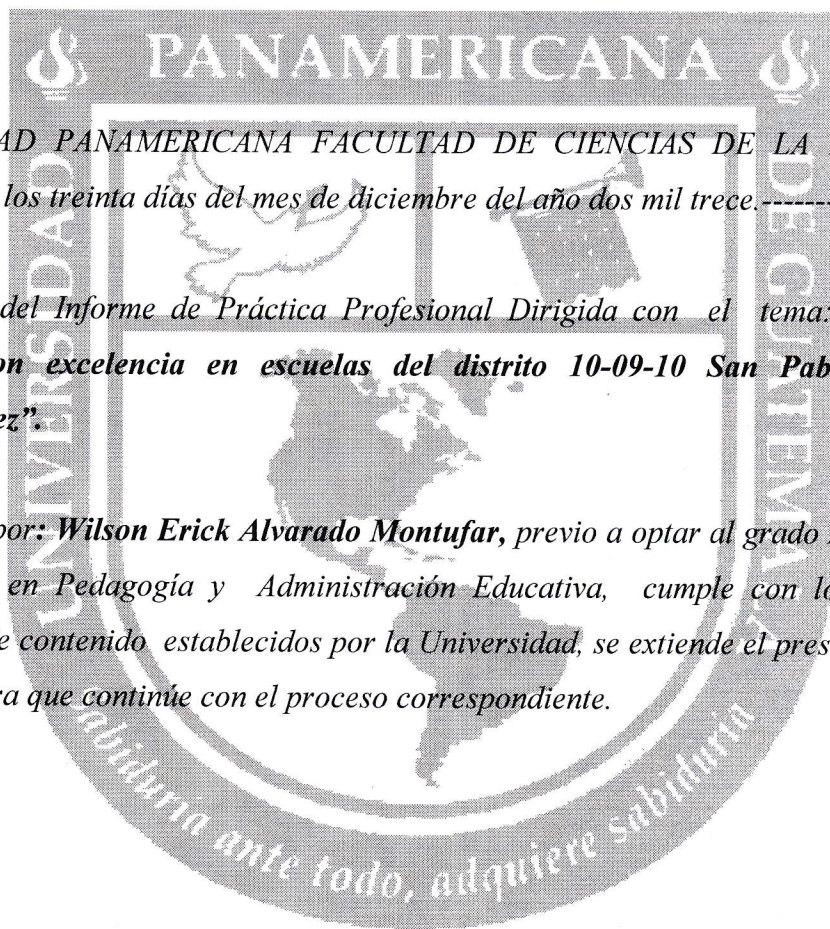 PANAMERICANA
UNIVERSIDAD
DE GUATEMALA
AD PANAMERICANA FACULTAD DE CIENCIAS DE LA
los treinta días del mes de diciembre del año dos mil trece.-------
del Informe de Práctica Profesional Dirigida con el tema:
on excelencia en escuelas del distrito 10-09-10 San Pab
ez”.
por: Wilson Erick Alvarado Montufar, previo a optar al grado
en Pedagogía y Administración Educativa, cumple con lo
e contenido establecidos por la Universidad, se extiende el pres
ra que continúe con el proceso correspondiente.
Sabiduría ante todo, adquiere sabiduría